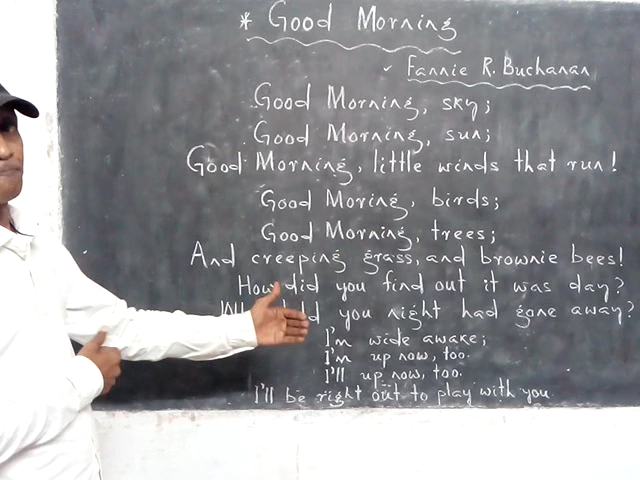 * Good Morning
Fannie R. Buchanan
Good Morning, sky;
Good Morning, sun;
Good Morning, little winds that run!
Good Moring, birds;
Good Morning, trees;
And creeping grass, and brownie bees!
How did you find out it was day?
you night had gone away?
I'm wide awake;
I'm up now, too.
I'll up now, too.
I'll be right out to play with you